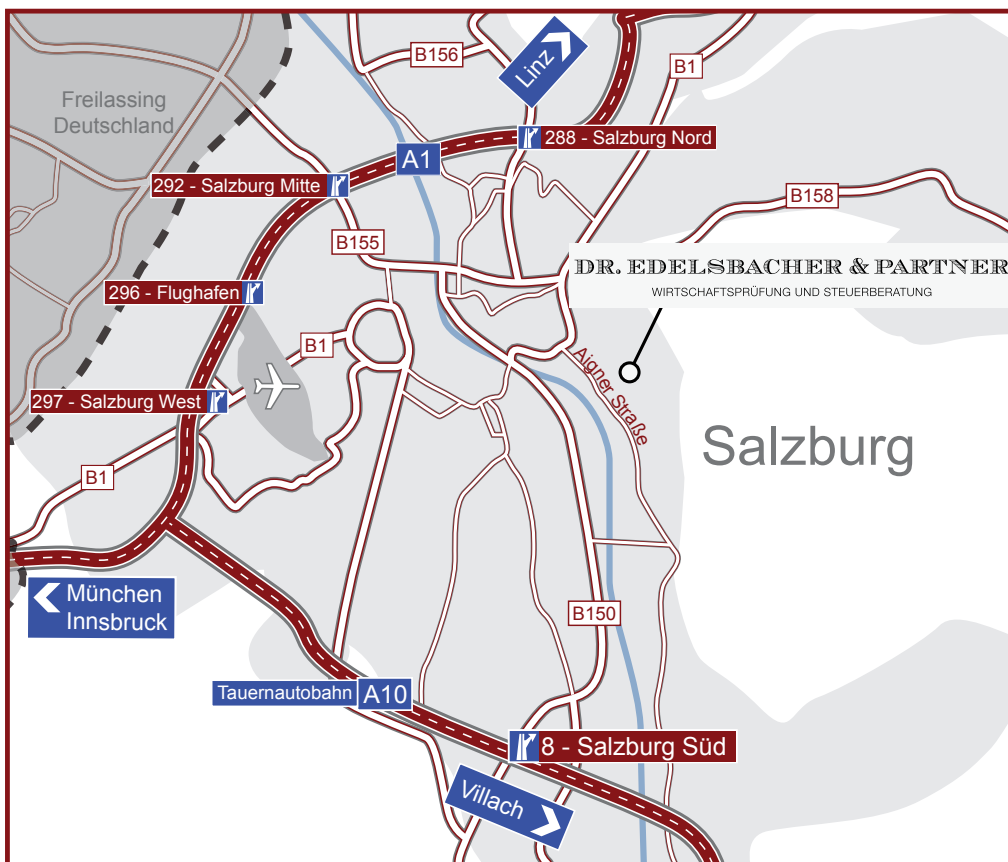 B156
Linz
B1
Freilassing
Deutschland
288 - Salzburg Nord
A1
292 - Salzburg Mitte
B158
B155
DR. EDELSBACHER & PARTNER
WIRTSCHAFTSPRÜFUNG UND STEUERBERATUNG
296 - Flughafen
B1
Aigner Straße
297 - Salzburg West
Salzburg
B1
München
Innsbruck
B150
Tauernautobahn
A10
8 - Salzburg Süd
Villach